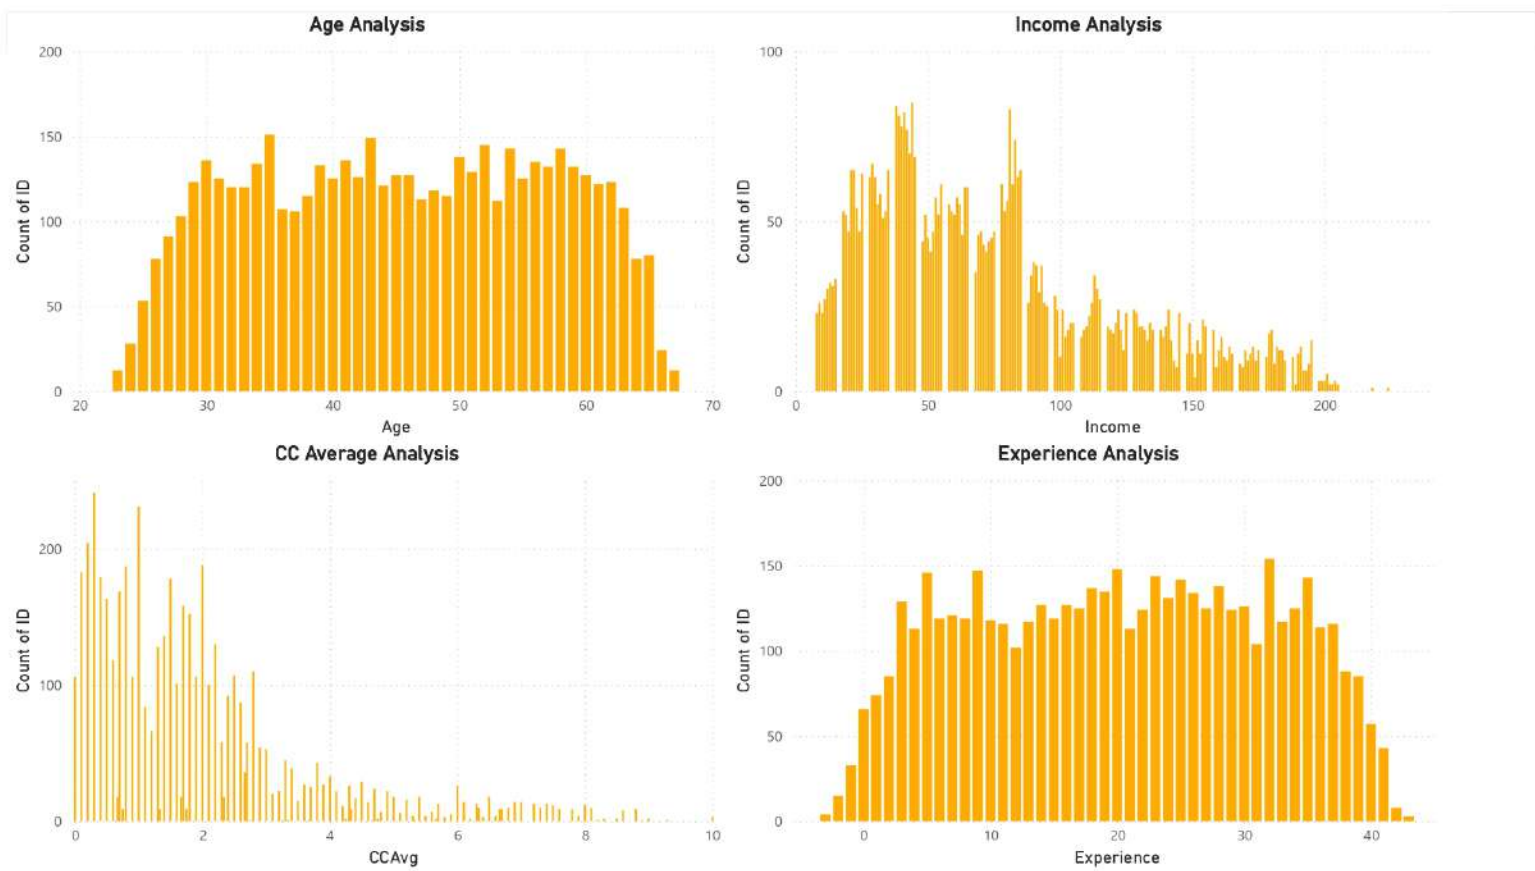 Age Analysis
200
150
100
50
0
Count of ID
20 30 40 50 60 70
Age
Income Analysis
100
50
0
Count of ID
0 50 100 150 200
Income
CC Average Analysis
200
100
0
Count of ID
0 2 4 6 8 10
CCAvg
Experience Analysis
200
150
100
50
0
Count of ID
0 10 20 30 40
Experience